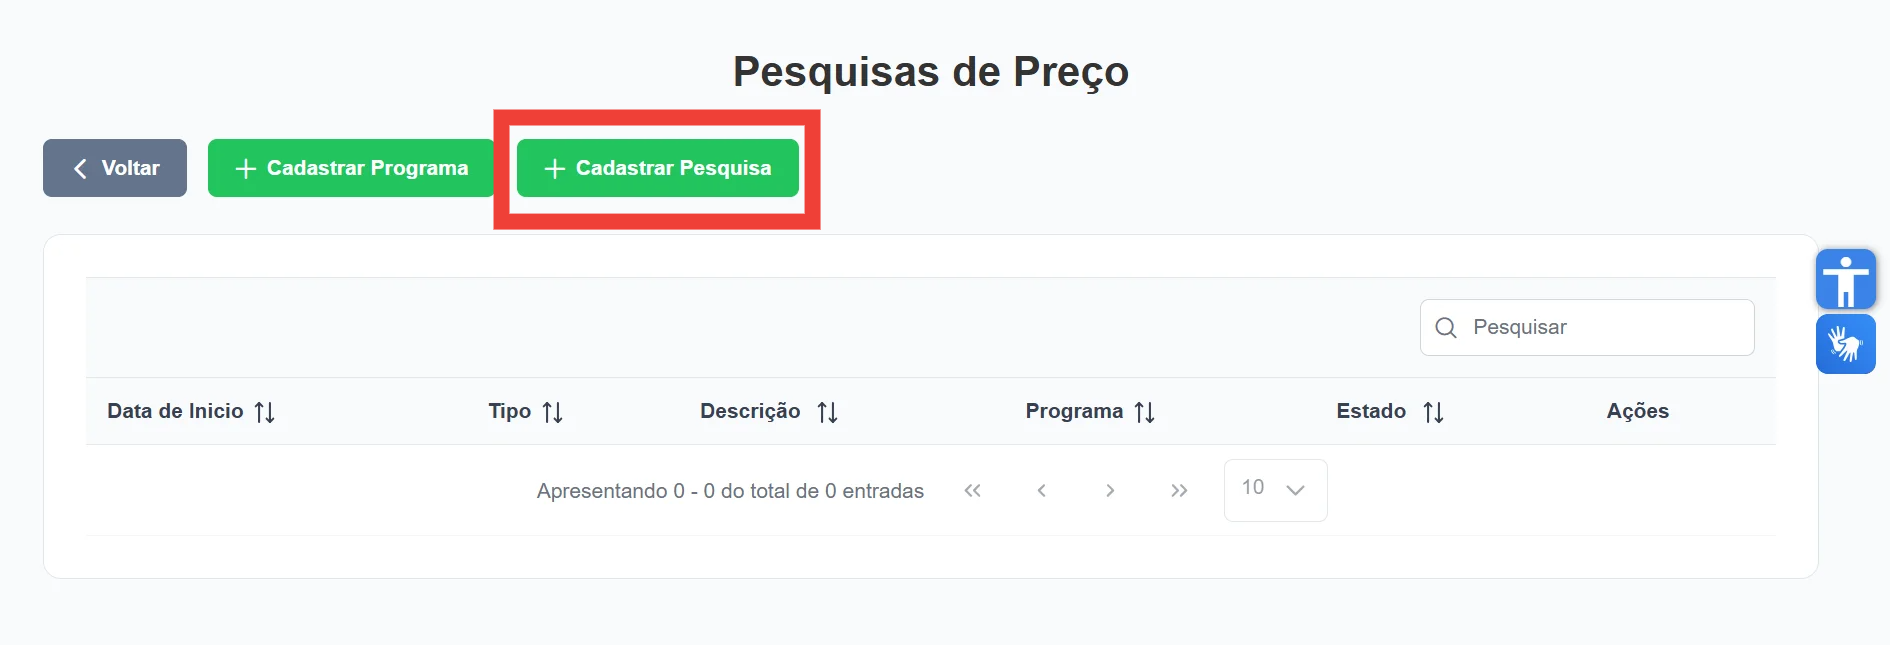 Pesquisas de Preço
Voltar
Cadastrar Programa
Cadastrar Pesquisa
Pesquisar
Data de Inicio Tipo Descrição Programa Estado Ações
Apresentando 0 - 0 do total de 0 entradas 10